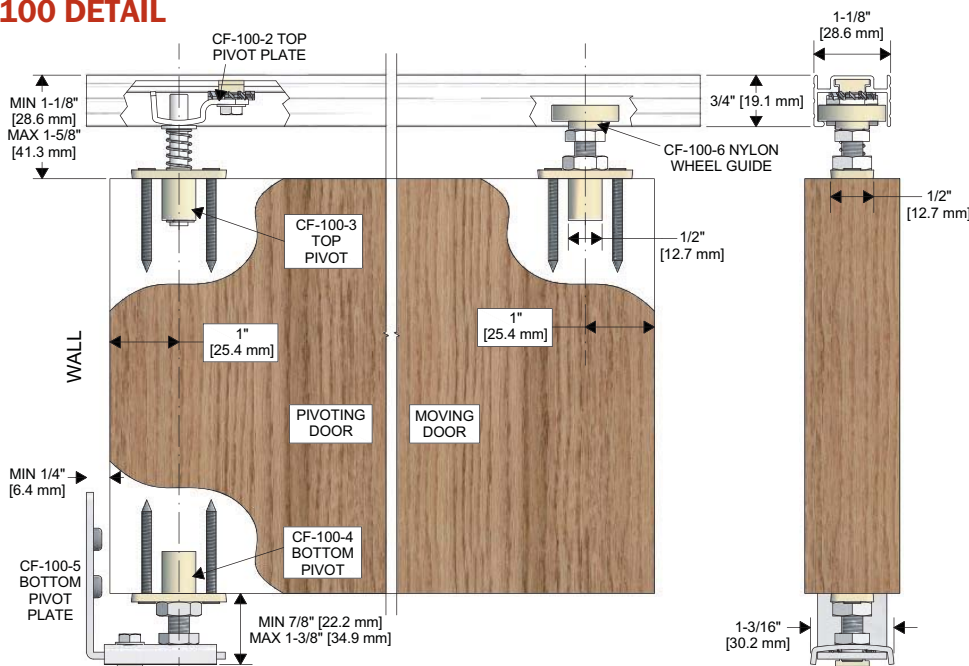 100 DETAIL
CF-100-2 TOP
PIVOT PLATE
1-1/8"
[28.6 mm]
MIN 1-1/8"
[28.6 mm]
MAX 1-5/8"
[41.3 mm]
3/4" [19.1 mm]
CF-100-6 NYLON
WHEEL GUIDE
CF-100-3
TOP
PIVOT
1/2"
[12.7 mm]
1/2"
[12.7 mm]
WALL
1"
[25.4 mm]
1"
[25.4 mm]
PIVOTING
DOOR
MOVING
DOOR
MIN 1/4"
[6.4 mm]
CF-100-4
BOTTOM
PIVOT
CF-100-5
BOTTOM
PIVOT
PLATE
MIN 7/8" [22.2 mm]
MAX 1-3/8" [34.9 mm]
1-3/16"
[30.2 mm]